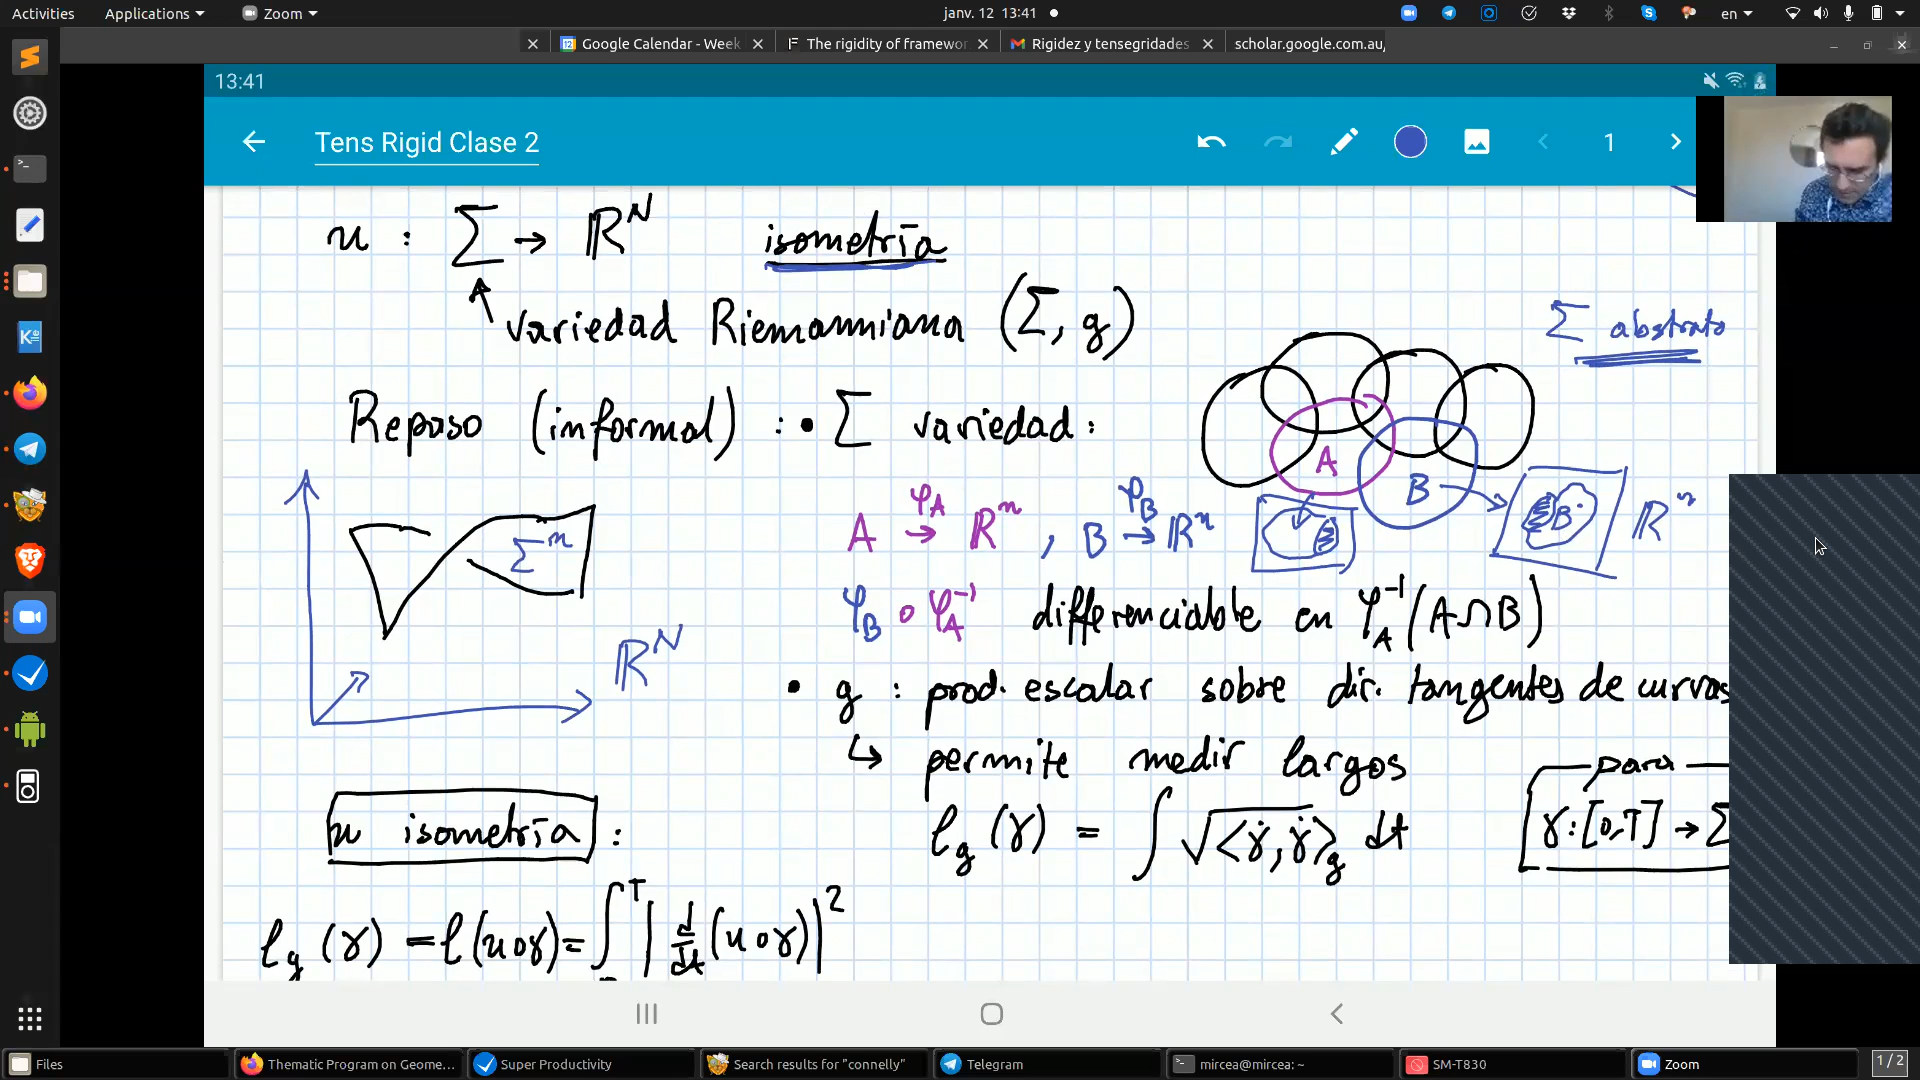 Activities Applications Zoom janv. 12 13:41 en
Google Calendar - Week The rigidity of framewor Rigidez y tensegridades scholar.google.com.au,
13:41
Tens Rigid Clase 2 1
u : Σ → ℝ^N isometría
variedad Riemanniana (Σ, g)
Σ abstrato
Repaso (informal) : • Σ variedad :
A
B
Σ^n
ℝ^N
A →^{φ_A} ℝ^n , B →^{φ_B} ℝ^n
B
ℝ^n
φ_B ∘ φ_A^{-1} differenciable en φ_A^{-1}(A∩B)
• g : prod. escalar sobre dir. tangentes de curvas
↳ permite medir largos
para
γ:[0,T] → Σ
l_g (γ) = ∫ √<γ̇, γ̇>_g dt
u isometría :
l_g (γ) = l(u∘γ) = ∫^T | d/dt (u∘γ)|^2
Files Thematic Program on Geome... Super Productivity Search results for "connelly" Telegram mircea@mircea: ~ SM-T830 Zoom 1 / 2